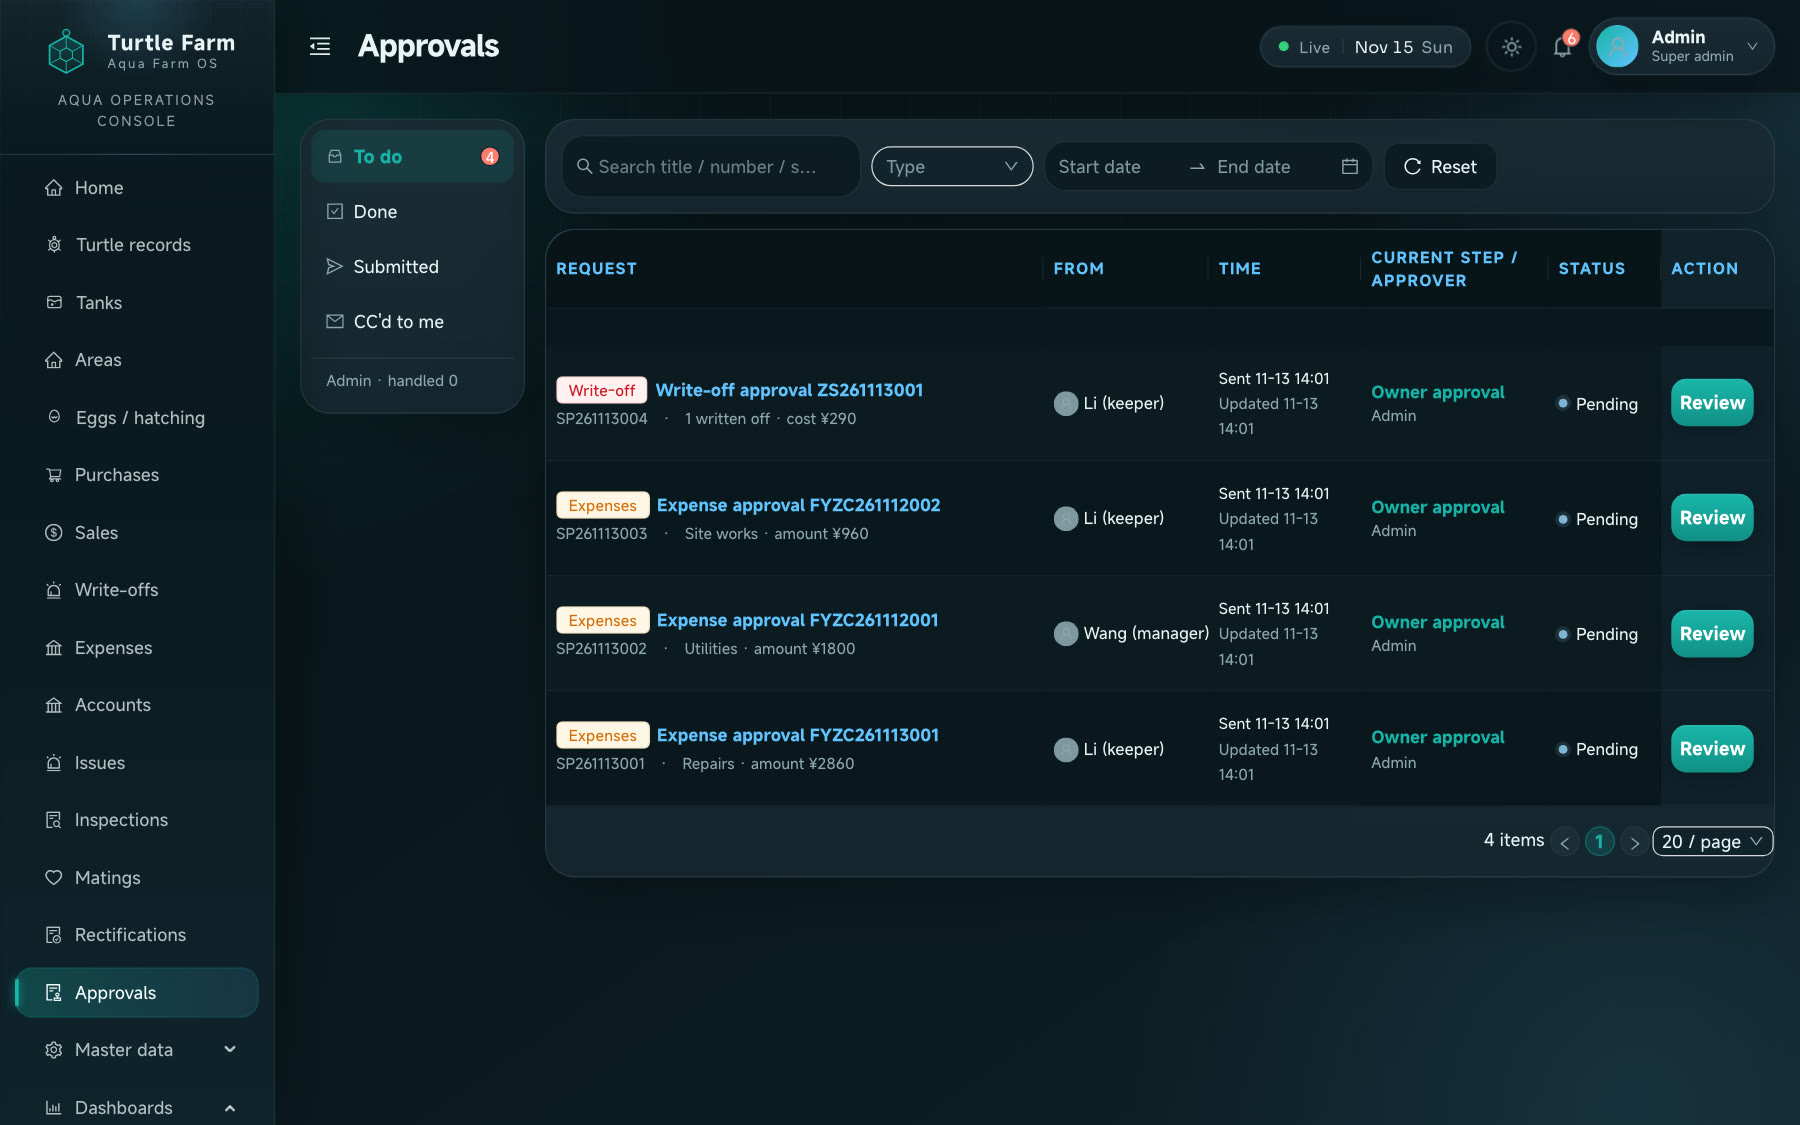 Turtle Farm
Aqua Farm OS
AQUA OPERATIONS
CONSOLE
Home
Turtle records
Tanks
Areas
Eggs / hatching
Purchases
Sales
Write-offs
Expenses
Accounts
Issues
Inspections
Matings
Rectifications
Approvals
Master data
Dashboards
Approvals
Live
Nov 15 Sun
6
Admin
Super admin
To do
4
Done
Submitted
CC'd to me
Admin · handled 0
Search title / number / s...
Type
Start date
End date
Reset
REQUEST
FROM
TIME
CURRENT STEP /
APPROVER
STATUS
ACTION
Write-off
Write-off approval ZS261113001
SP261113004 · 1 written off · cost ¥290
Li (keeper)
Sent 11-13 14:01
Updated 11-13
14:01
Owner approval
Admin
Pending
Review
Expenses
Expense approval FYZC261112002
SP261113003 · Site works · amount ¥960
Li (keeper)
Sent 11-13 14:01
Updated 11-13
14:01
Owner approval
Admin
Pending
Review
Expenses
Expense approval FYZC261112001
SP261113002 · Utilities · amount ¥1800
Wang (manager)
Sent 11-13 14:01
Updated 11-13
14:01
Owner approval
Admin
Pending
Review
Expenses
Expense approval FYZC261113001
SP261113001 · Repairs · amount ¥2860
Li (keeper)
Sent 11-13 14:01
Updated 11-13
14:01
Owner approval
Admin
Pending
Review
4 items
1
20 / page